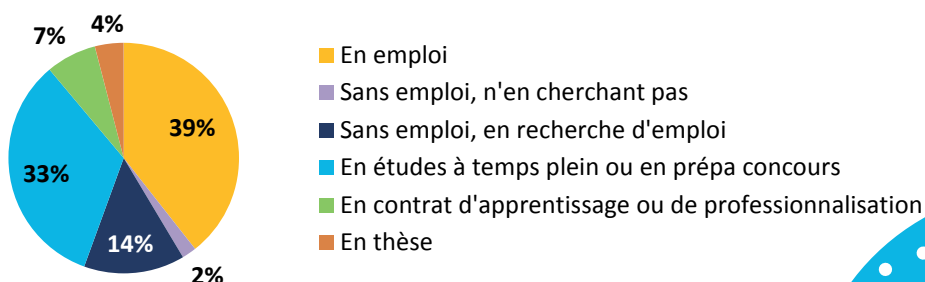 4%
7%
39%
33%
14%
2%
En emploi
Sans emploi, n'en cherchant pas
Sans emploi, en recherche d'emploi
En études à temps plein ou en prépa concours
En contrat d'apprentissage ou de professionnalisation
En thèse